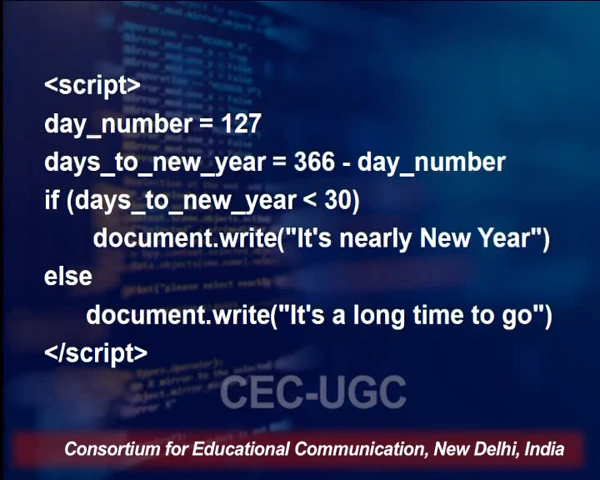 <script>
day_number = 127
days_to_new_year = 366 - day_number
if (days_to_new_year < 30)
document.write("It's nearly New Year")
else
document.write("It's a long time to go")
</script>
CEC-UGC
Consortium for Educational Communication, New Delhi, India